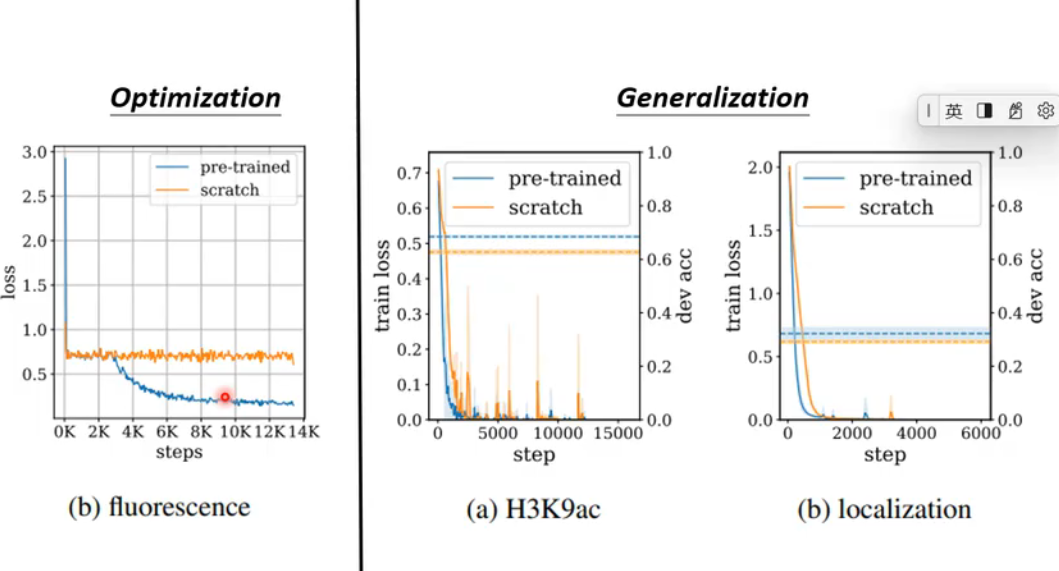 Optimization
Generalization
英
3.0
2.5
2.0
1.5
1.0
0.5
loss
pre-trained
scratch
0K 2K 4K 6K 8K 10K 12K 14K
steps
(b) fluorescence
0.7
0.6
0.5
0.4
0.3
0.2
0.1
0.0
train loss
pre-trained
scratch
1.0
0.8
0.6
0.4
0.2
0.0
dev acc
0 5000 10000 15000
step
(a) H3K9ac
2.0
1.5
1.0
0.5
0.0
train loss
pre-trained
scratch
1.0
0.8
0.6
0.4
0.2
0.0
dev acc
0 2000 4000 6000
step
(b) localization